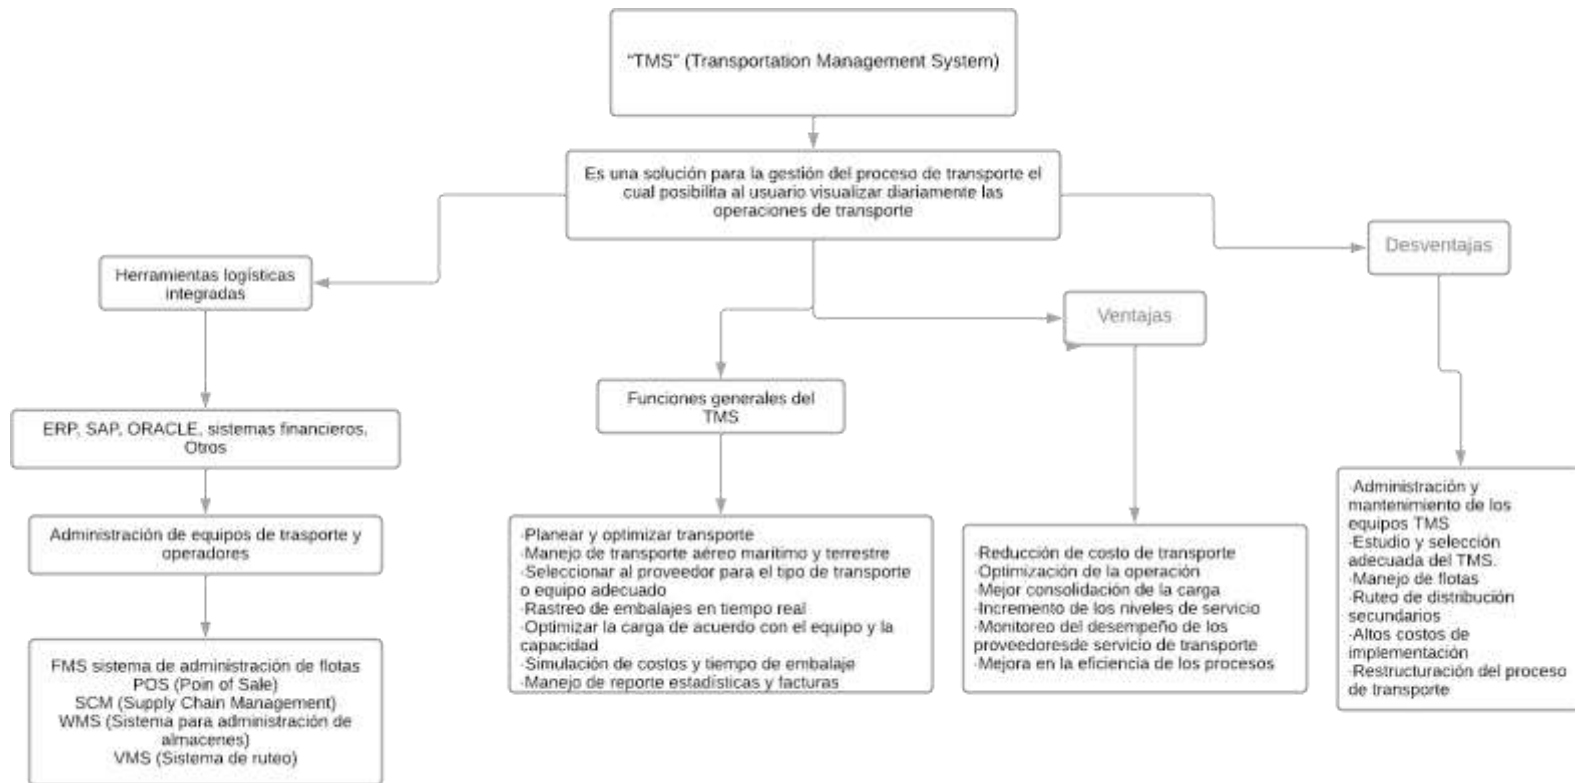 "TMS" (Transportation Management System)
Es una solución para la gestión del proceso de transporte el
cual posibilita al usuario visualizar diariamente las
operaciones de transporte
Herramientas logísticas
integradas
ERP, SAP, ORACLE, sistemas financieros,
Otros
Administración de equipos de trasporte y
operadores
FMS sistema de administración de flotas
POS (Poin of Sale)
SCM (Supply Chain Management)
WMS (Sistema para administración de
almacenes)
VMS (Sistema de ruteo)
Funciones generales del
TMS
·Planear y optimizar transporte
·Manejo de transporte aéreo marítimo y terrestre
·Seleccionar al proveedor para el tipo de transporte
o equipo adecuado
·Rastreo de embalajes en tiempo real
·Optimizar la carga de acuerdo con el equipo y la
capacidad
·Simulación de costos y tiempo de embalaje
·Manejo de reporte estadísticas y facturas
Ventajas
·Reducción de costo de transporte
·Optimización de la operación
·Mejor consolidación de la carga
·Incremento de los niveles de servicio
·Monitoreo del desempeño de los
proveedoresde servicio de transporte
·Mejora en la eficiencia de los procesos
Desventajas
·Administración y
mantenimiento de los
equipos TMS
·Estudio y selección
adecuada del TMS.
·Manejo de flotas
·Ruteo de distribución
secundarios
·Altos costos de
implementación
·Restructuración del proceso
de transporte